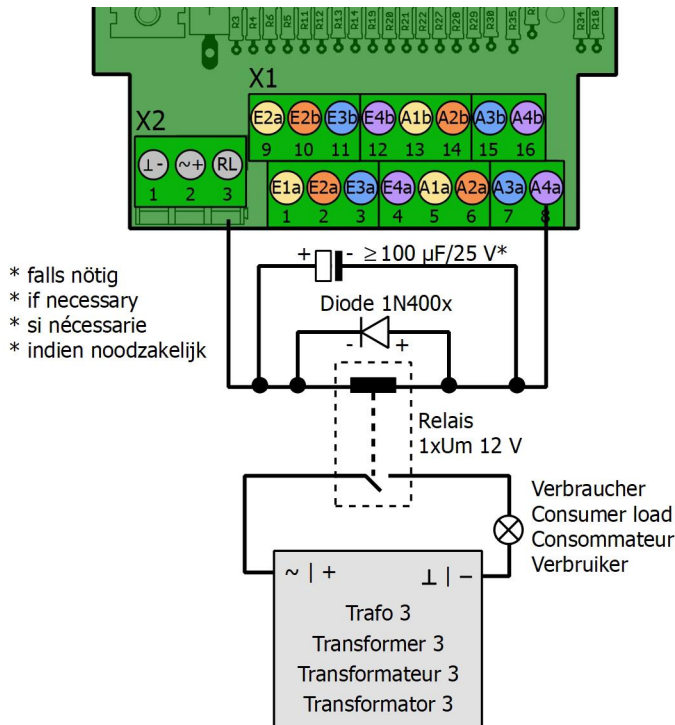 R3 R4 R6 R5 R11 R12 R13 R14 R19 R20 R21 R22 R27 R28 R29 R30 R35 R34 R18
X1
E2a E2b E3b E4b A1b A2b A3b A4b
9 10 11 12 13 14 15 16
X2
⊥- ~+ RL
1 2 3
E1a E2a E3a E4a A1a A2a A3a A4a
1 2 3 4 5 6 7 8
+ - ≥ 100 µF/25 V*
* falls nötig
* if necessary
* si nécessarie
* indien noodzakelijk
Diode 1N400x
- +
Relais
1xUm 12 V
Verbraucher
Consumer load
Consommateur
Verbruiker
~ | + ⊥ | −
Trafo 3
Transformer 3
Transformateur 3
Transformator 3